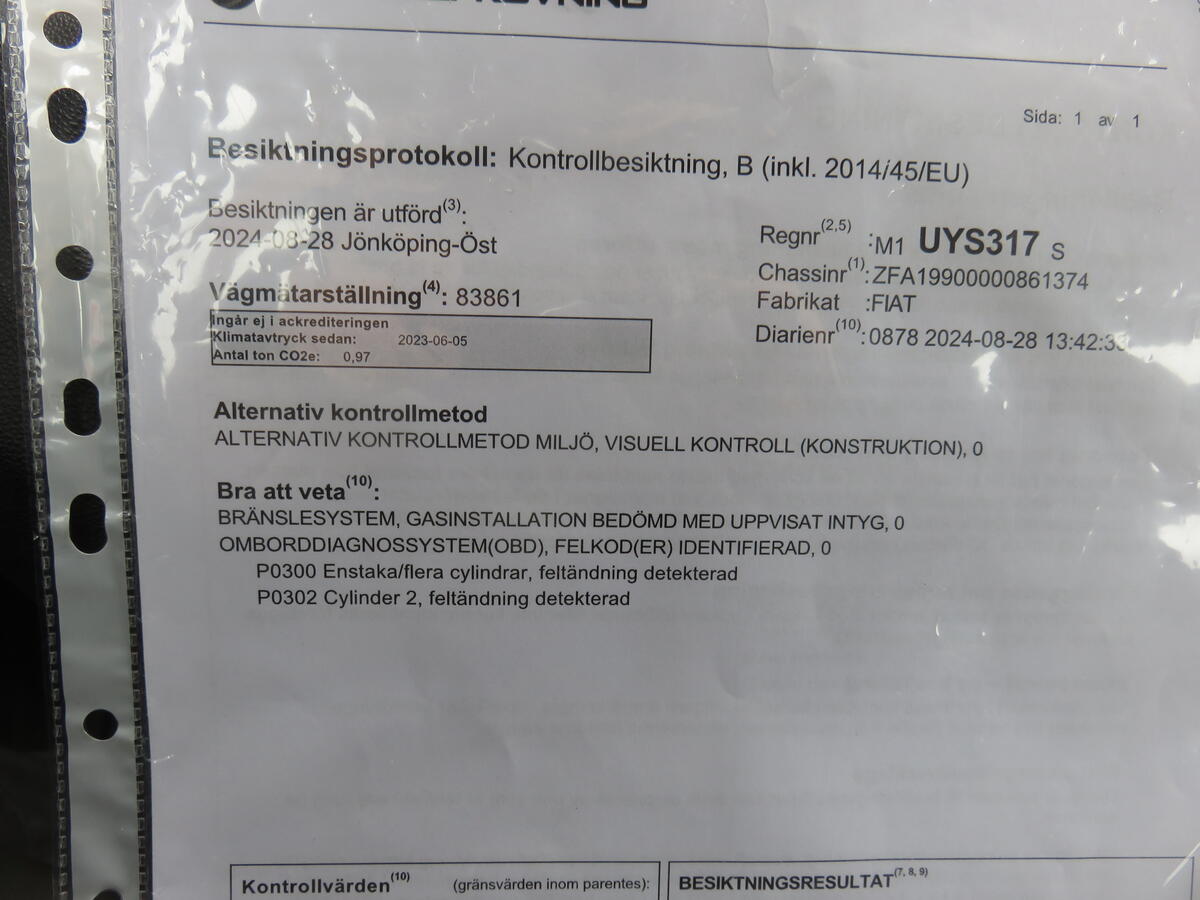 Sida: 1 av 1
Besiktningsprotokoll: Kontrollbesiktning, B (inkl. 2014/45/EU)
Besiktningen är utförd(3):
2024-08-28 Jönköping-Öst
Vägmätarställning(4): 83861
Ingår ej i ackrediteringen
Klimatavtryck sedan: 2023-06-05
Antal ton CO2e: 0,97
Regnr(2,5) :M1 UYS317 S
Chassinr(1):ZFA19900000861374
Fabrikat :FIAT
Diarienr(10):0878 2024-08-28 13:42:33
Alternativ kontrollmetod
ALTERNATIV KONTROLLMETOD MILJÖ, VISUELL KONTROLL (KONSTRUKTION), 0
Bra att veta(10):
BRÄNSLESYSTEM, GASINSTALLATION BEDÖMD MED UPPVISAT INTYG, 0
OMBORDDIAGNOSSYSTEM(OBD), FELKOD(ER) IDENTIFIERAD, 0
P0300 Enstaka/flera cylindrar, feltändning detekterad
P0302 Cylinder 2, feltändning detekterad
Kontrollvärden(10) (gränsvärden inom parentes):
BESIKTNINGSRESULTAT(7, 8, 9)